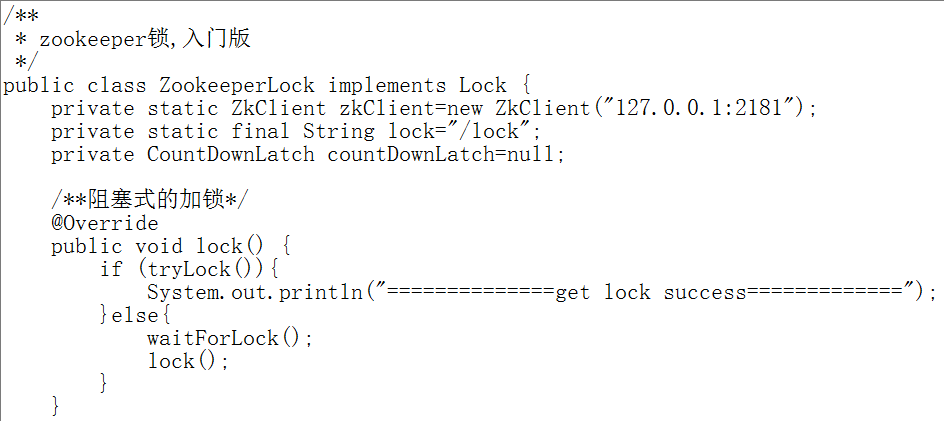 /**
 * zookeeper锁,入门版
 */
public class ZookeeperLock implements Lock {
    private static ZkClient zkClient=new ZkClient("127.0.0.1:2181");
    private static final String lock="/lock";
    private CountDownLatch countDownLatch=null;

    /**阻塞式的加锁*/
    @Override
    public void lock() {
        if (tryLock()){
            System.out.println("==============get lock success=============");
        }else{
            waitForLock();
            lock();
        }
    }